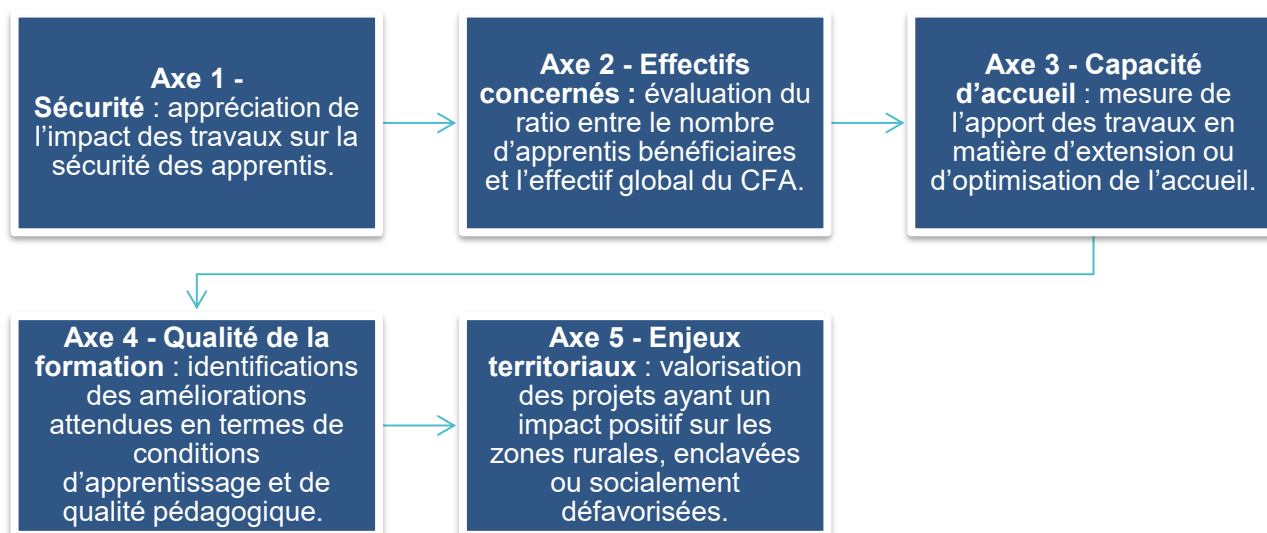 Axe 1 -
Sécurité : appréciation de
l’impact des travaux sur la
sécurité des apprentis.
Axe 2 - Effectifs
concernés : évaluation du
ratio entre le nombre
d’apprentis bénéficiaires
et l’effectif global du CFA.
Axe 3 - Capacité
d’accueil : mesure de
l’apport des travaux en
matière d’extension ou
d’optimisation de l’accueil.
Axe 4 - Qualité de la
formation : identifications
des améliorations
attendues en termes de
conditions
d’apprentissage et de
qualité pédagogique.
Axe 5 - Enjeux
territoriaux : valorisation
des projets ayant un
impact positif sur les
zones rurales, enclavées
ou socialement
défavorisées.